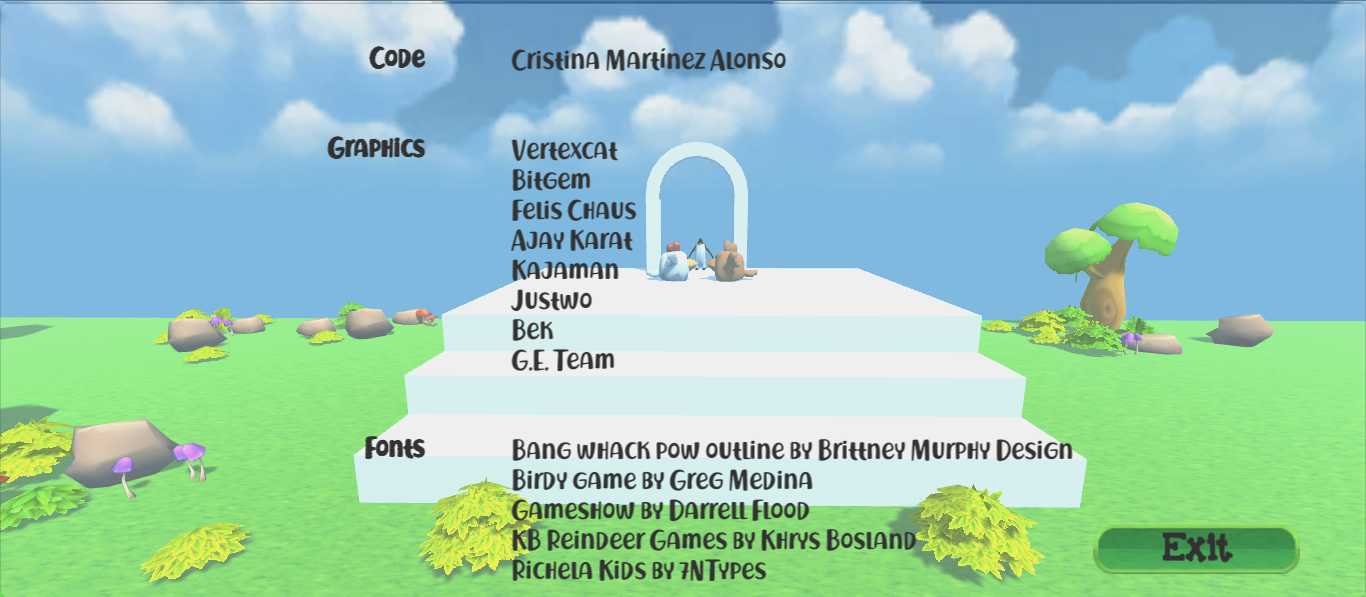 Code Cristina Martínez Alonso
Graphics Vertexcat
Bitgem
Felis Chaus
Ajay Karat
Kajaman
Justwo
Bek
G.E. Team
Fonts Bang whack pow outline by Brittney Murphy Design
Birdy game by Greg Medina
Gameshow by Darrell Flood
KB Reindeer Games by Khrys Bosland
Richela Kids by 7NTypes
Exit